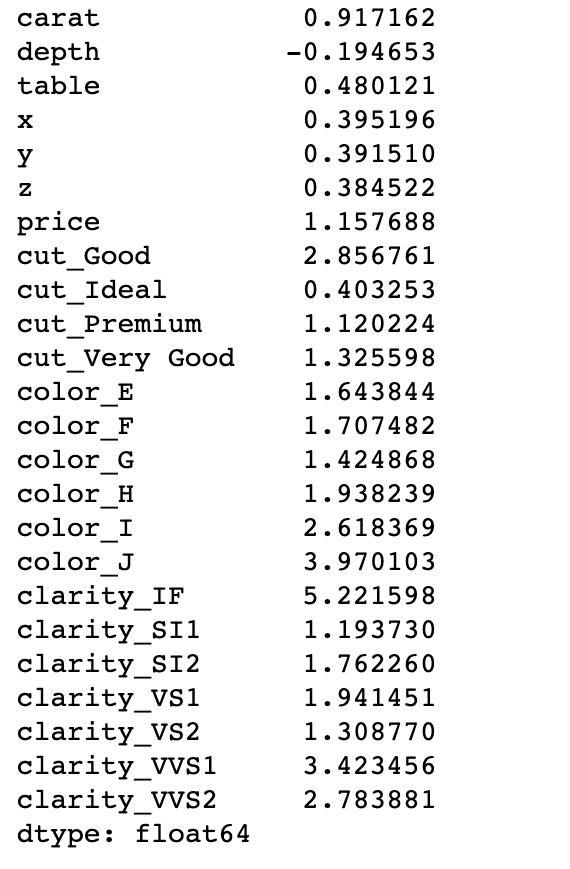 carat 0.917162
depth -0.194653
table 0.480121
x 0.395196
y 0.391510
z 0.384522
price 1.157688
cut_Good 2.856761
cut_Ideal 0.403253
cut_Premium 1.120224
cut_Very Good 1.325598
color_E 1.643844
color_F 1.707482
color_G 1.424868
color_H 1.938239
color_I 2.618369
color_J 3.970103
clarity_IF 5.221598
clarity_SI1 1.193730
clarity_SI2 1.762260
clarity_VS1 1.941451
clarity_VS2 1.308770
clarity_VVS1 3.423456
clarity_VVS2 2.783881
dtype: float64